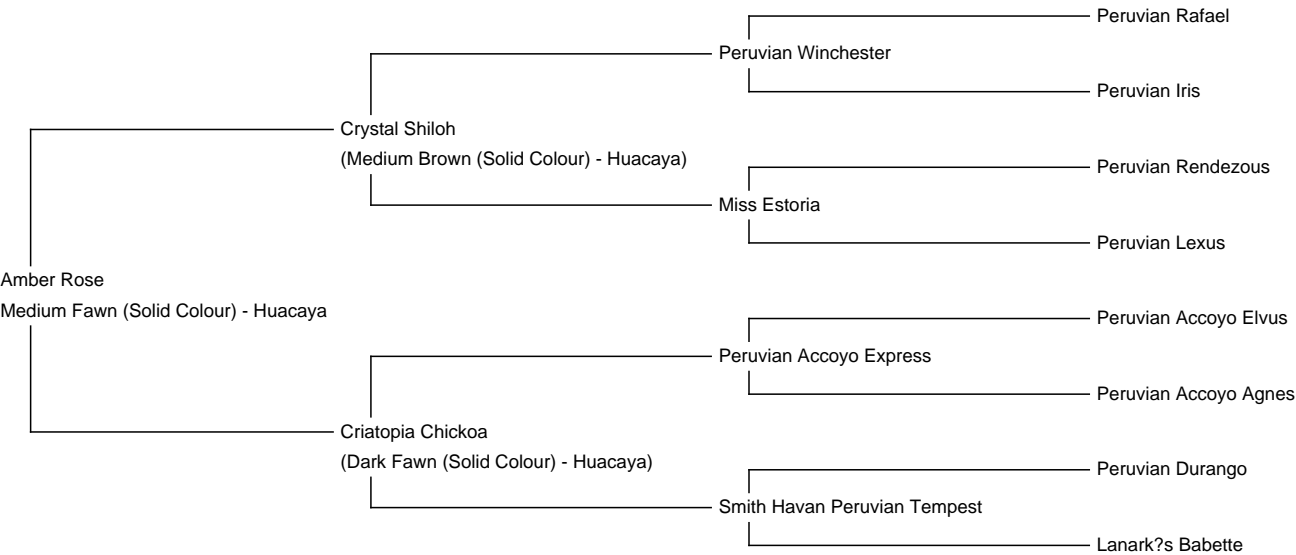 Peruvian Rafael
Peruvian Winchester
Peruvian Iris
Crystal Shiloh
(Medium Brown (Solid Colour) - Huacaya)
Peruvian Rendezous
Miss Estoria
Peruvian Lexus
Amber Rose
Medium Fawn (Solid Colour) - Huacaya
Peruvian Accoyo Elvus
Peruvian Accoyo Express
Peruvian Accoyo Agnes
Criatopia Chickoa
(Dark Fawn (Solid Colour) - Huacaya)
Peruvian Durango
Smith Havan Peruvian Tempest
Lanark?s Babette